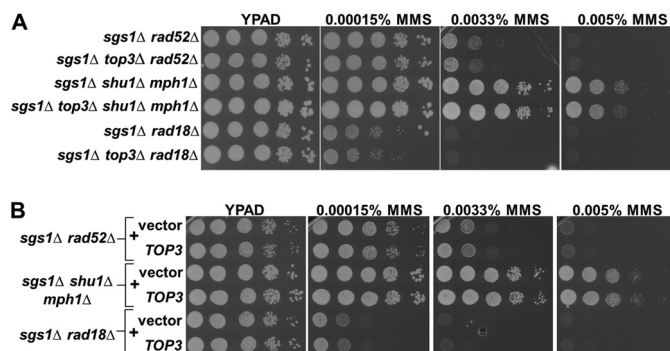 A
YPAD 0.00015% MMS 0.0033% MMS 0.005% MMS
sgs1Δ rad52Δ
sgs1Δ top3Δ rad52Δ
sgs1Δ shu1Δ mph1Δ
sgs1Δ top3Δ shu1Δ mph1Δ
sgs1Δ rad18Δ
sgs1Δ top3Δ rad18Δ
B
YPAD 0.00015% MMS 0.0033% MMS 0.005% MMS
sgs1Δ rad52Δ + vector
TOP3
sgs1Δ shu1Δ mph1Δ + vector
TOP3
sgs1Δ rad18Δ + vector
TOP3